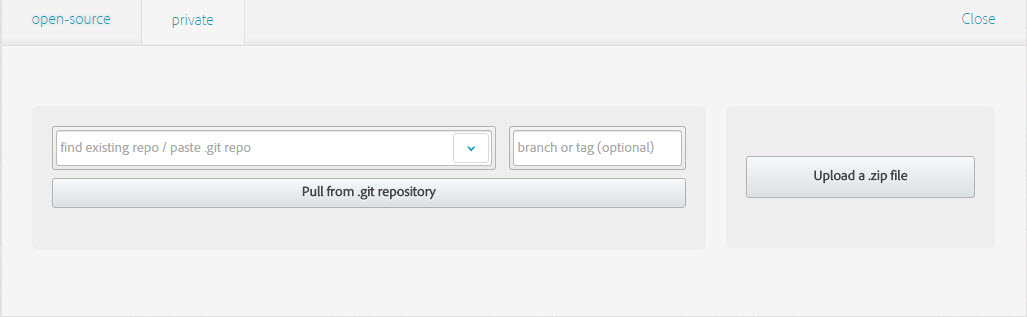 open-source
private
Close
find existing repo / paste .git repo
branch or tag (optional)
Pull from .git repository
Upload a .zip file